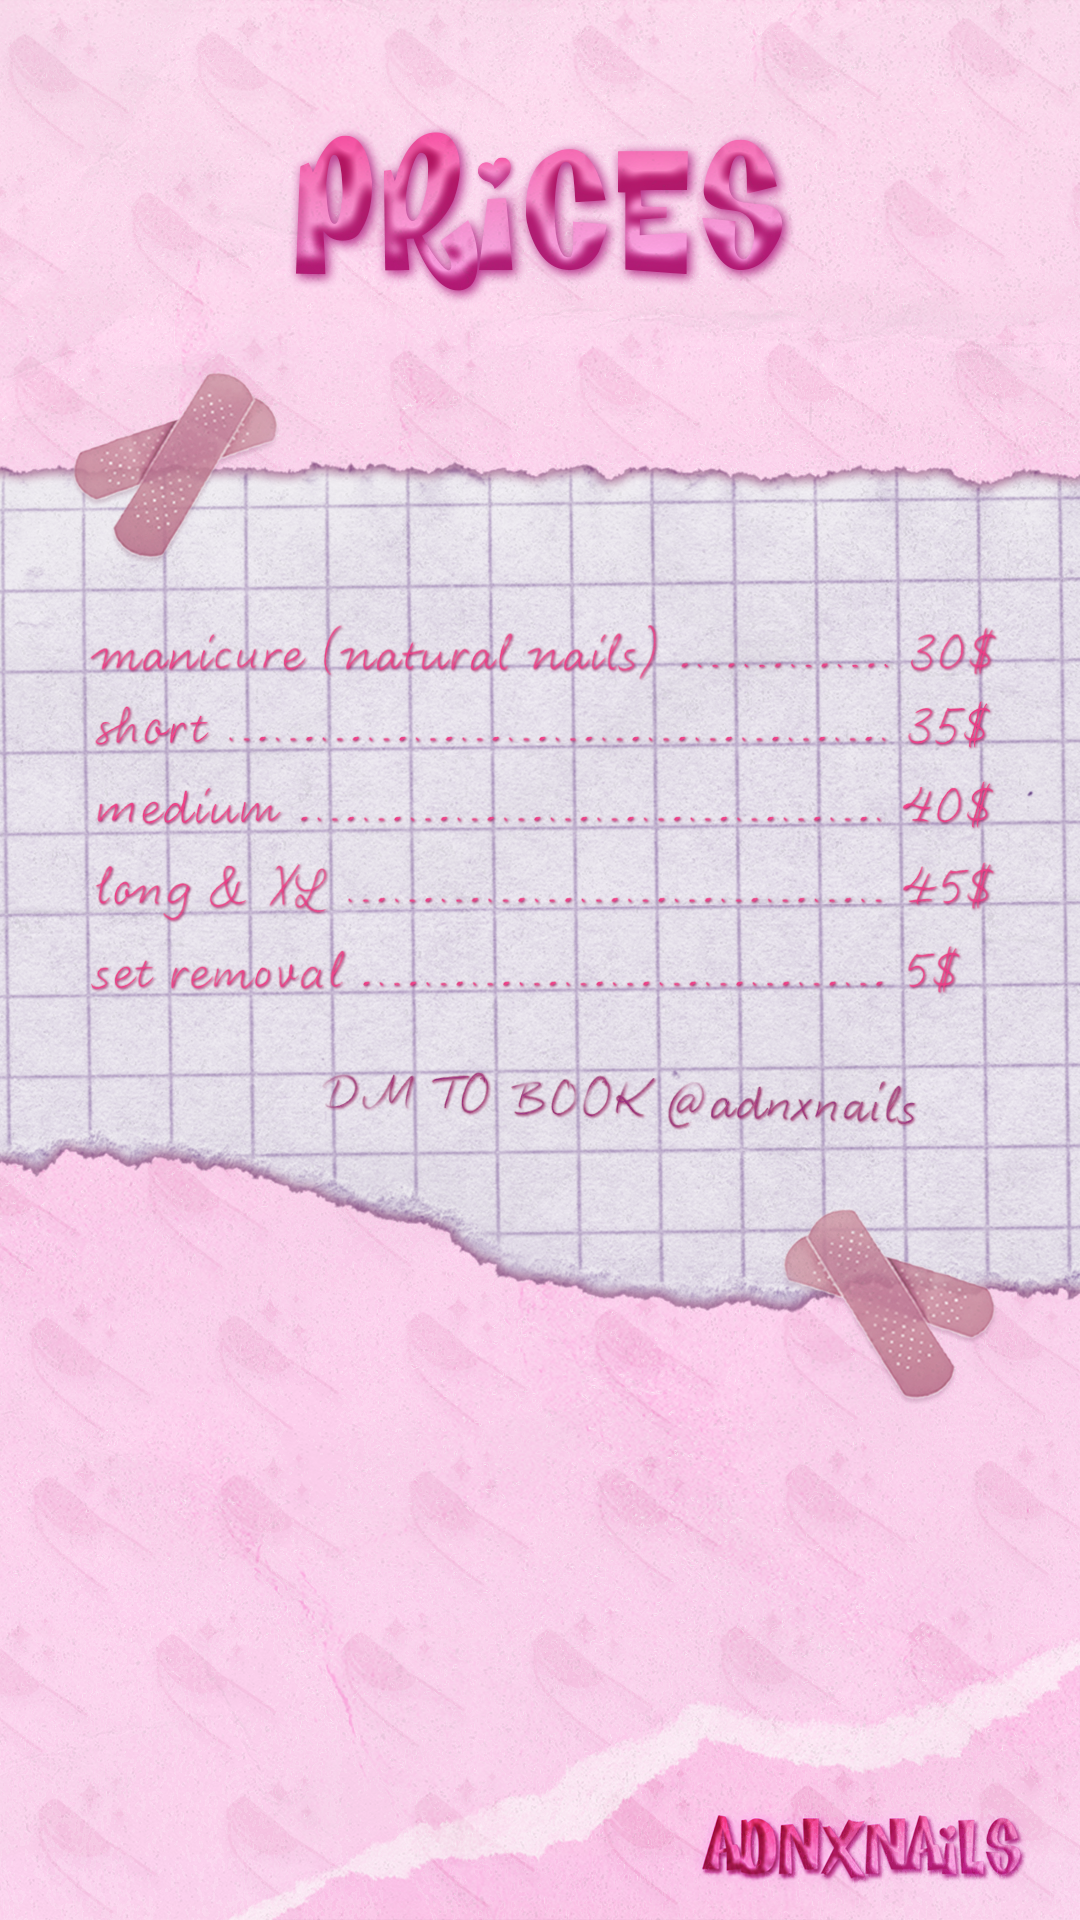 PRiCES
manicure (natural nails) ........................ 30$
short ........................ 35$
medium ........................ 40$
long & XL ........................ 45$
set removal ........................ 5$
DM TO BOOK @adnxnails
ADNXNAiLS